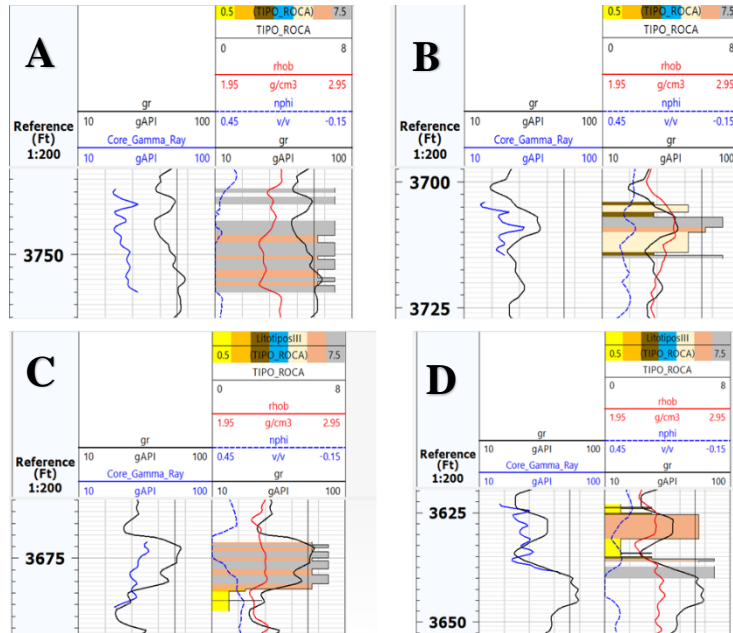 A
0.5 (TIPO_ROCA) 7.5
TIPO_ROCA
0 8
rhob
1.95 g/cm3 2.95
gr nphi
10 gAPI 100 0.45 v/v -0.15
Reference
(Ft)
1:200
Core_Gamma_Ray gr
10 gAPI 100 10 gAPI 100
3750
B
0.5 (TIPO_ROCA) 7.5
TIPO_ROCA
0 8
rhob
1.95 g/cm3 2.95
gr nphi
10 gAPI 100 0.45 v/v -0.15
Reference
(Ft)
1:200
Core_Gamma_Ray gr
10 gAPI 100 10 gAPI 100
3700
3725
C
LitotiposIII
0.5 (TIPO_ROCA) 7.5
TIPO_ROCA
0 8
rhob
1.95 g/cm3 2.95
gr nphi
10 gAPI 100 0.45 v/v -0.15
Reference
(Ft)
1:200
Core_Gamma_Ray gr
10 gAPI 100 10 gAPI 100
3675
D
LitotiposIII
0.5 (TIPO_ROCA) 7.5
TIPO_ROCA
0 8
rhob
1.95 g/cm3 2.95
gr nphi
10 gAPI 100 0.45 v/v -0.15
Reference
(Ft)
1:200
Core_Gamma_Ray gr
10 gAPI 100 10 gAPI 100
3625
3650